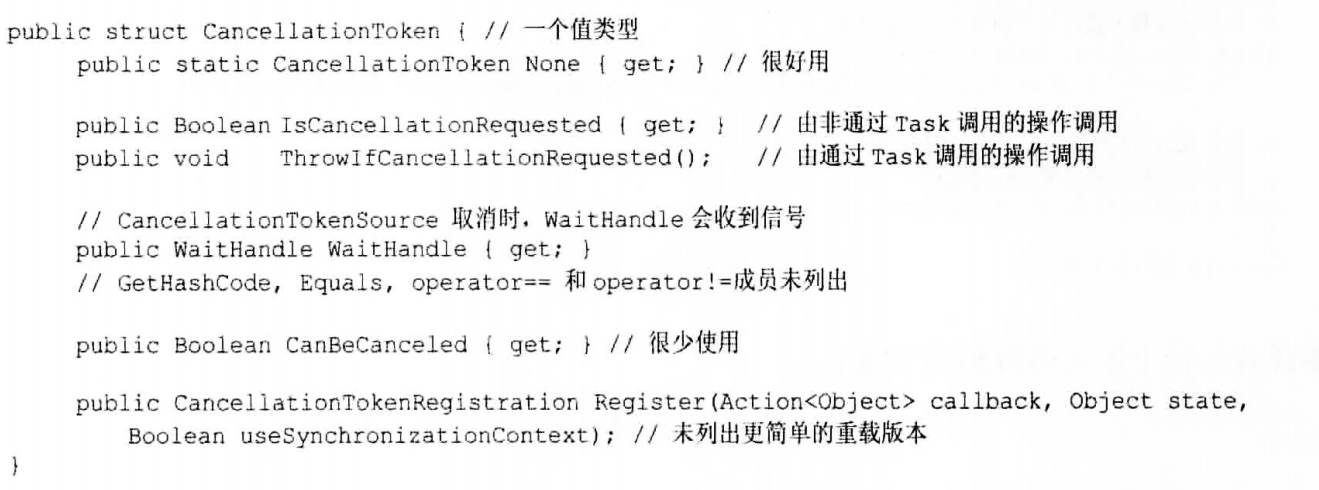 public struct CancellationToken { // 一个值类型
public static CancellationToken None { get; } // 很好用
public Boolean IsCancellationRequested { get; } // 由非通过 Task 调用的操作调用
public void ThrowIfCancellationRequested(); // 由通过 Task 调用的操作调用
// CancellationTokenSource 取消时，WaitHandle 会收到信号
public WaitHandle WaitHandle { get; }
// GetHashCode, Equals, operator== 和 operator!=成员未列出
public Boolean CanBeCanceled { get; } // 很少使用
public CancellationTokenRegistration Register(Action<Object> callback, Object state,
Boolean useSynchronizationContext); // 未列出更简单的重载版本
}